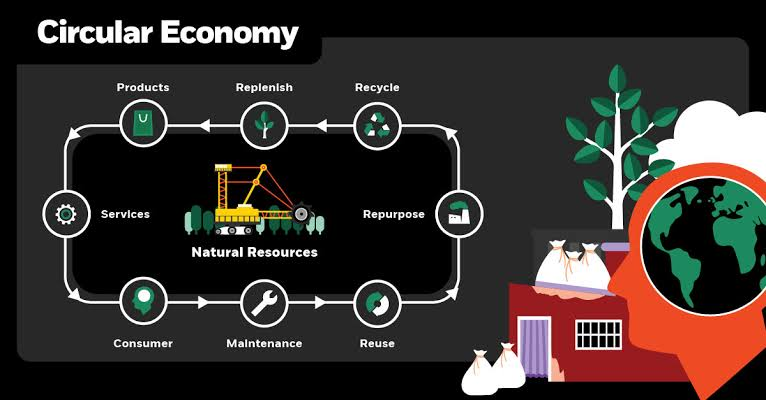 Circular Economy
Products
Replenish
Recycle
Services
Repurpose
Natural Resources
Consumer
Maintenance
Reuse